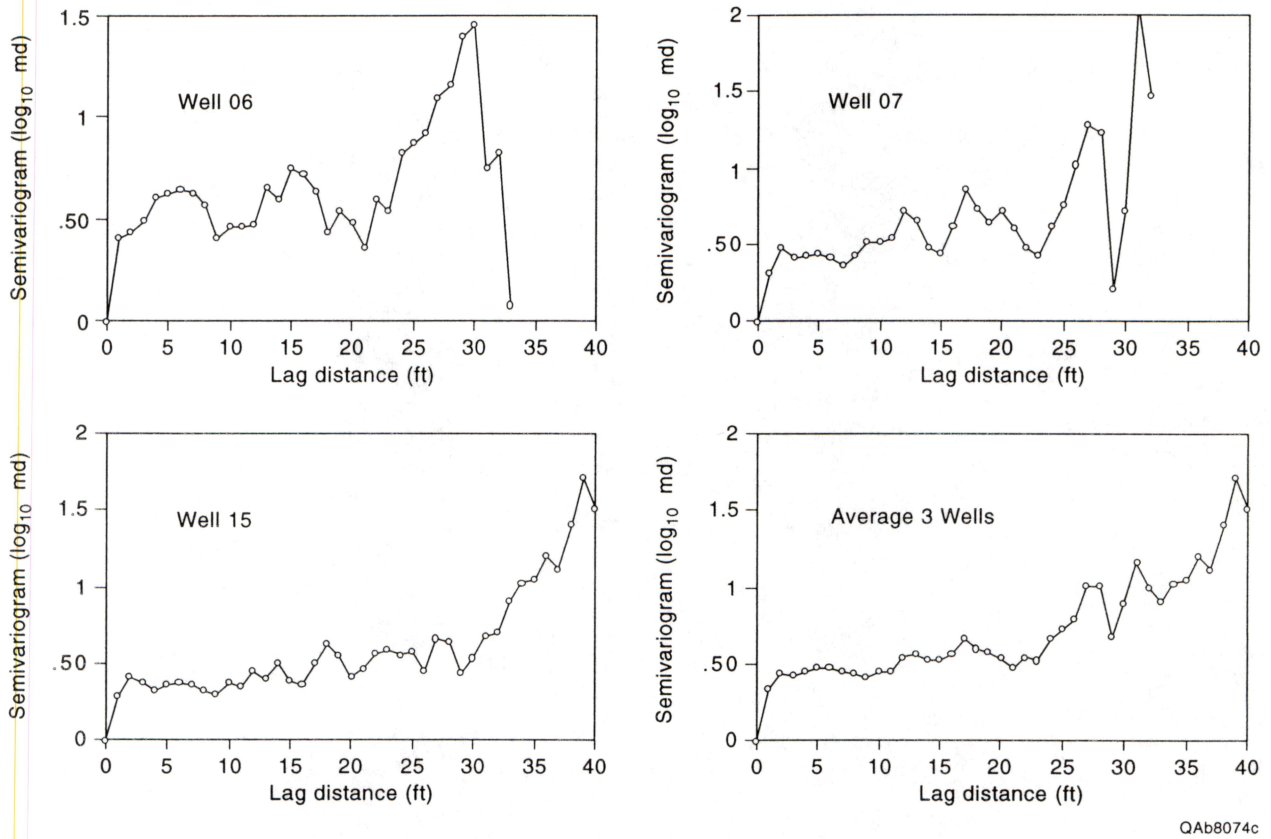 Semivariogram (log10 md)
1.5
1
.50
0
Well 06
0 5 10 15 20 25 30 35 40
Lag distance (ft)
Semivariogram (log10 md)
2
1.5
1
.50
0
Well 07
0 5 10 15 20 25 30 35 40
Lag distance (ft)
Semivariogram (log10 md)
2
1.5
1
.50
0
Well 15
0 5 10 15 20 25 30 35 40
Lag distance (ft)
Semivariogram (log10 md)
2
1.5
1
.50
0
Average 3 Wells
0 5 10 15 20 25 30 35 40
Lag distance (ft)
QAb8074c